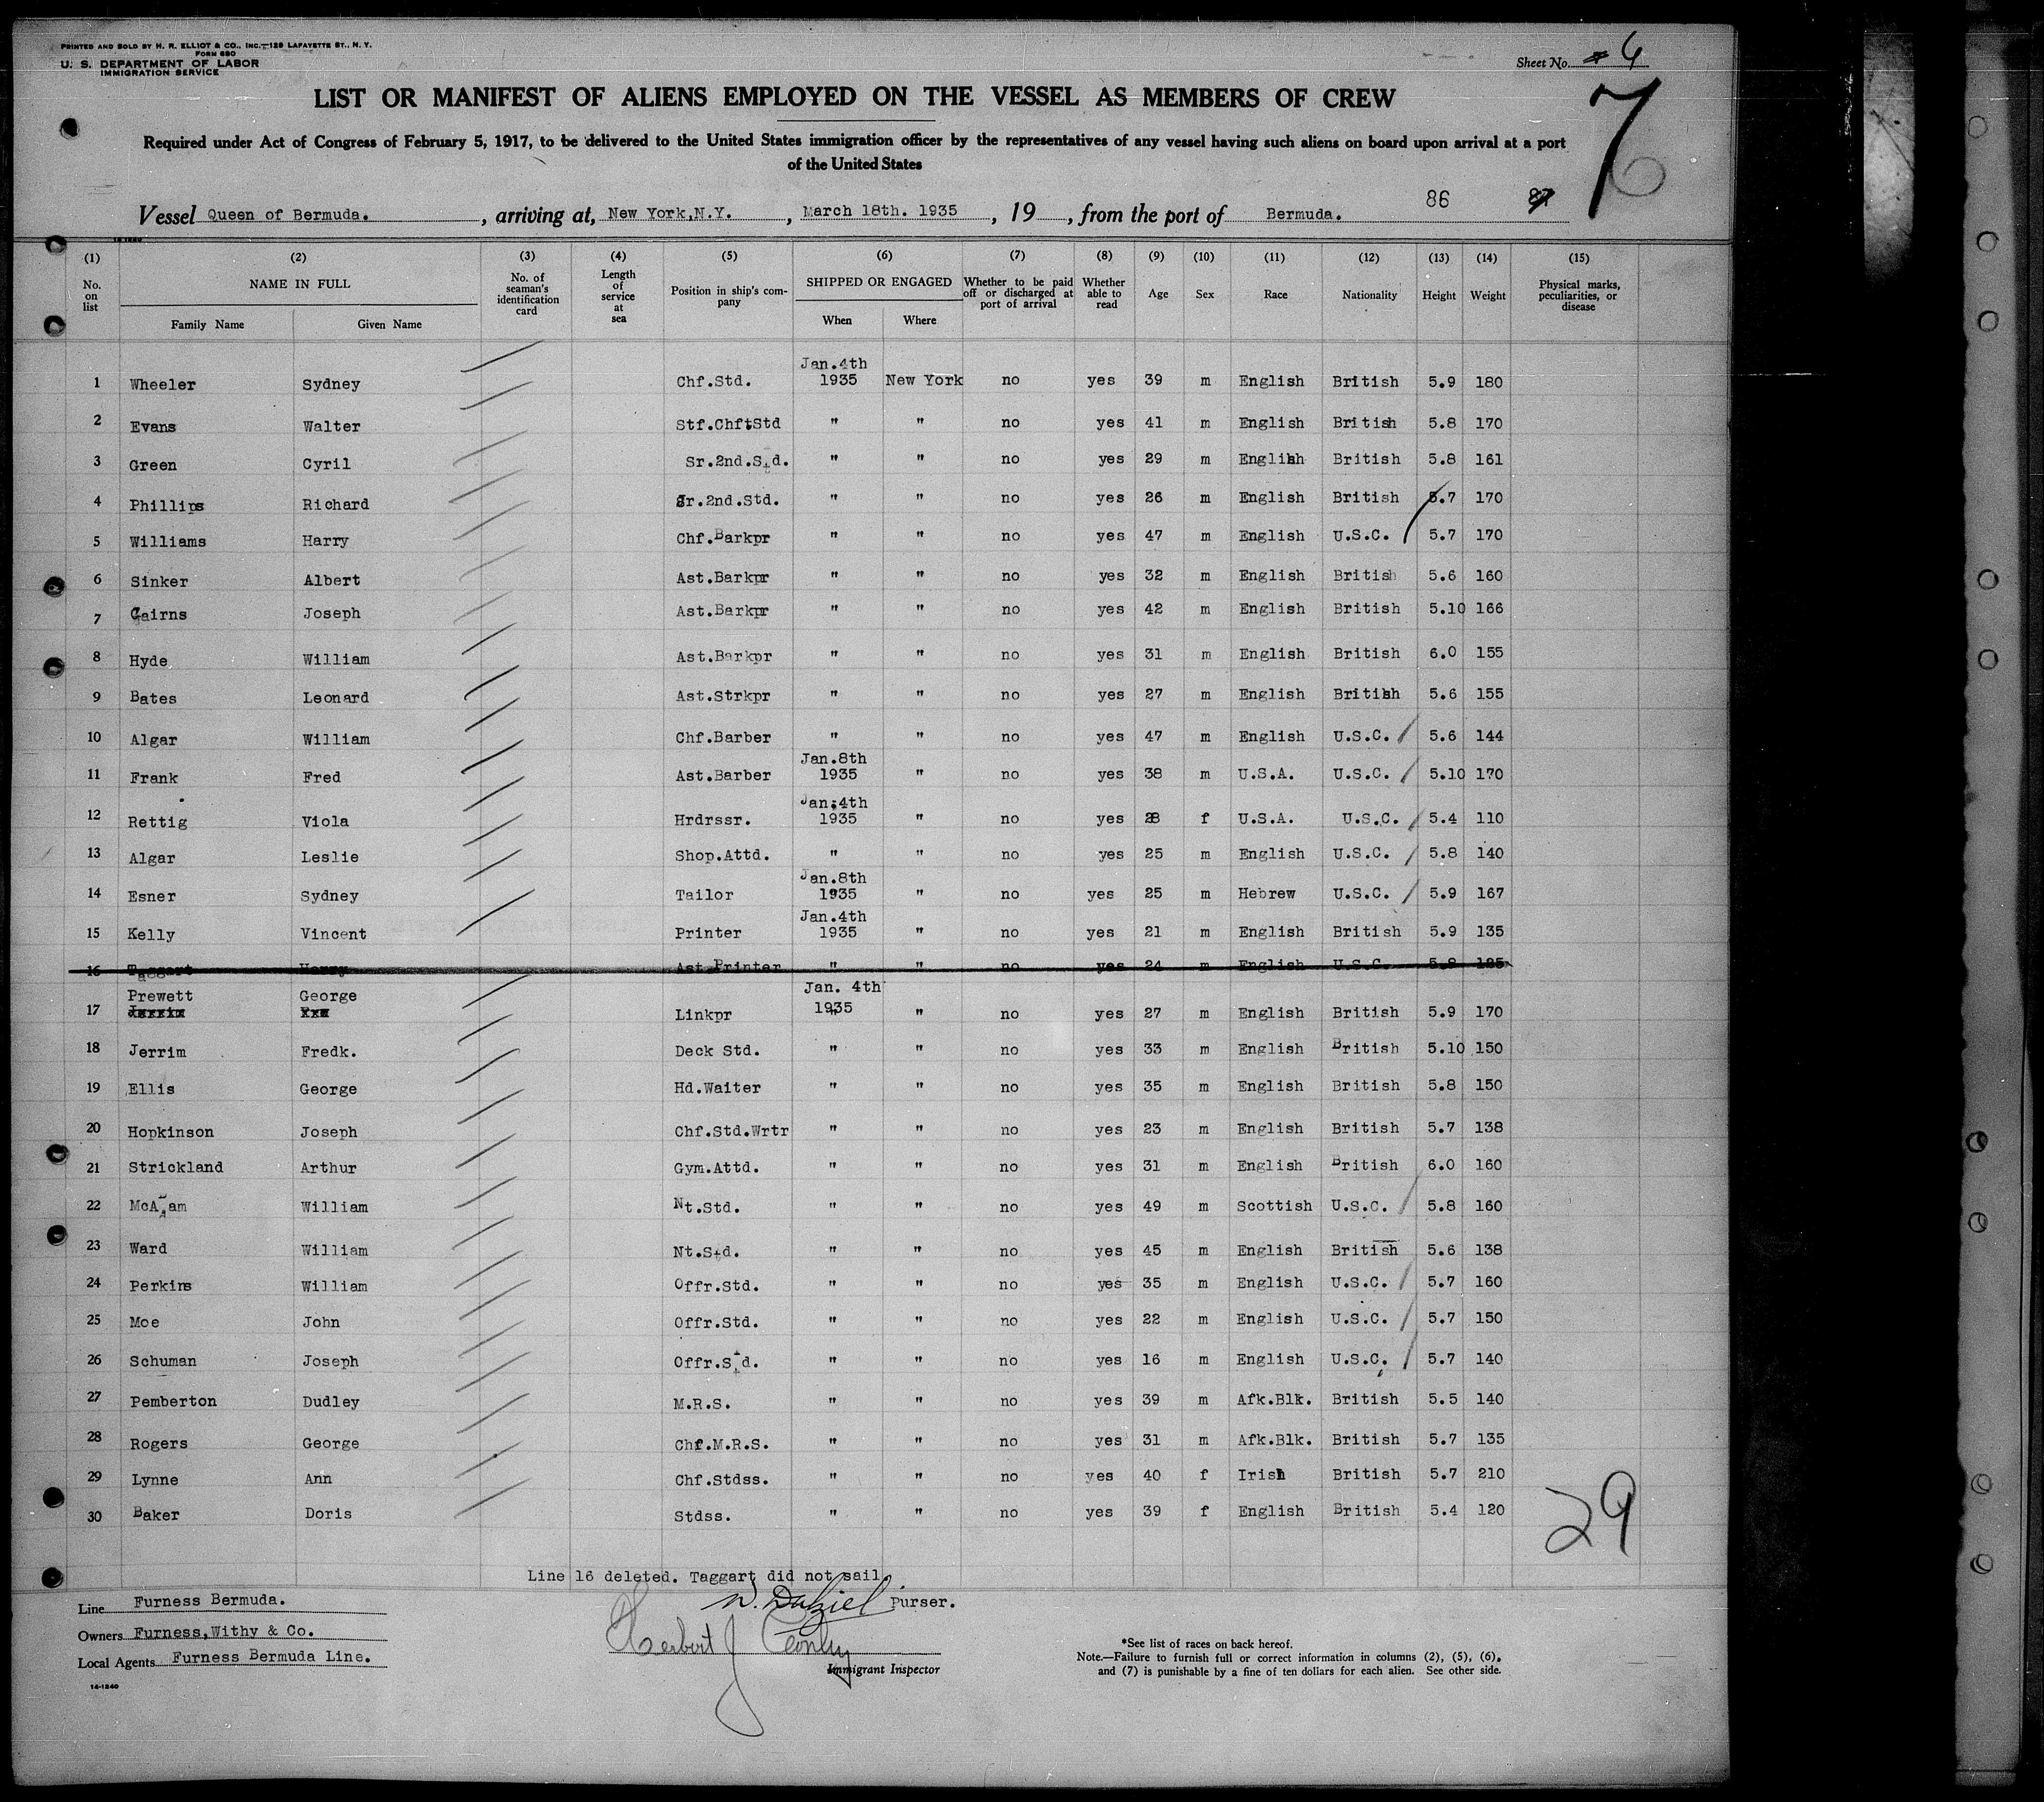 PRINTED AND SOLD BY H. R. ELLIOT & CO., INC.—129 LAFAYETTE ST., N. Y.
FORM 680
U. S. DEPARTMENT OF LABOR
IMMIGRATION SERVICE
Sheet No. 6
7
LIST OR MANIFEST OF ALIENS EMPLOYED ON THE VESSEL AS MEMBERS OF CREW
Required under Act of Congress of February 5, 1917, to be delivered to the United States immigration officer by the representatives of any vessel having such aliens on board upon arrival at a port
of the United States
Vessel Queen of Bermuda. , arriving at, New York,N.Y. , March 18th. 1935 , 19 , from the port of Bermuda. 86 87
(1) (2) (3) (4) (5) (6) (7) (8) (9) (10) (11) (12) (13) (14) (15)
No. on list NAME IN FULL Family Name Given Name No. of seaman's identification card Length of service at sea Position in ship's company SHIPPED OR ENGAGED When Where Whether to be paid off or discharged at port of arrival Whether able to read Age Sex Race Nationality Height Weight Physical marks, peculiarities, or disease
1 Wheeler Sydney Chf.Std. Jan.4th 1935 New York no yes 39 m English British 5.9 180
2 Evans Walter Stf.ChftStd " " no yes 41 m English British 5.8 170
3 Green Cyril Sr.2nd.Std. " " no yes 29 m English British 5.8 161
4 Phillips Richard Jr.2nd.Std. " " no yes 26 m English British 5.7 170
5 Williams Harry Chf.Barkpr " " no yes 47 m English U.S.C. 5.7 170
6 Sinker Albert Ast.Barkpr " " no yes 32 m English British 5.6 160
7 Cairns Joseph Ast.Barkpr " " no yes 42 m English British 5.10 166
8 Hyde William Ast.Barkpr " " no yes 31 m English British 6.0 155
9 Bates Leonard Ast.Strkpr " " no yes 27 m English British 5.6 155
10 Algar William Chf.Barber " " no yes 47 m English U.S.C. 5.6 144
11 Frank Fred Ast.Barber Jan.8th 1935 " no yes 38 m U.S.A. U.S.C. 5.10 170
12 Rettig Viola Hrdrssr. Jan.4th 1935 " no yes 28 f U.S.A. U.S.C. 5.4 110
13 Algar Leslie Shop.Attd. " " no yes 25 m English U.S.C. 5.8 140
14 Esner Sydney Tailor Jan.8th 1935 " no yes 25 m Hebrew U.S.C. 5.9 167
15 Kelly Vincent Printer Jan.4th 1935 " no yes 21 m English British 5.9 135
16 Taggart Harry Ast Printer " " no yes 24 m English U.S.C. 5.8 135
17 Prewett George Linkpr Jan. 4th 1935 " no yes 27 m English British 5.9 170
18 Jerrim Fredk. Deck Std. " " no yes 33 m English British 5.10 150
19 Ellis George Hd.Waiter " " no yes 35 m English British 5.8 150
20 Hopkinson Joseph Chf.Std.Wrtr " " no yes 23 m English British 5.7 138
21 Strickland Arthur Gym.Attd. " " no yes 31 m English British 6.0 160
22 McAdam William Nt.Std. " " no yes 49 m Scottish U.S.C. 5.8 160
23 Ward William Nt.Std. " " no yes 45 m English British 5.6 138
24 Perkins William Offr.Std. " " no yes 35 m English U.S.C. 5.7 160
25 Moe John Offr.Std. " " no yes 22 m English U.S.C. 5.7 150
26 Schuman Joseph Offr.Std. " " no yes 16 m English U.S.C. 5.7 140
27 Pemberton Dudley M.R.S. " " no yes 39 m Afk.Blk. British 5.5 140
28 Rogers George Chf.M.R.S. " " no yes 31 m Afk.Blk. British 5.7 135
29 Lynne Ann Chf.Stdss. " " no yes 40 f Irish British 5.7 210
30 Baker Doris Stdss. " " no yes 39 f English British 5.4 120
29
Line 16 deleted. Taggart did not sail
Line Furness Bermuda. W. Dalziel Purser.
Owners Furness,Withy & Co. Herbert J
Local Agents Furness Bermuda Line. Immigrant Inspector
14-1240
*See list of races on back hereof.
Note.—Failure to furnish full or correct information in columns (2), (5), (6),
and (7) is punishable by a fine of ten dollars for each alien. See other side.